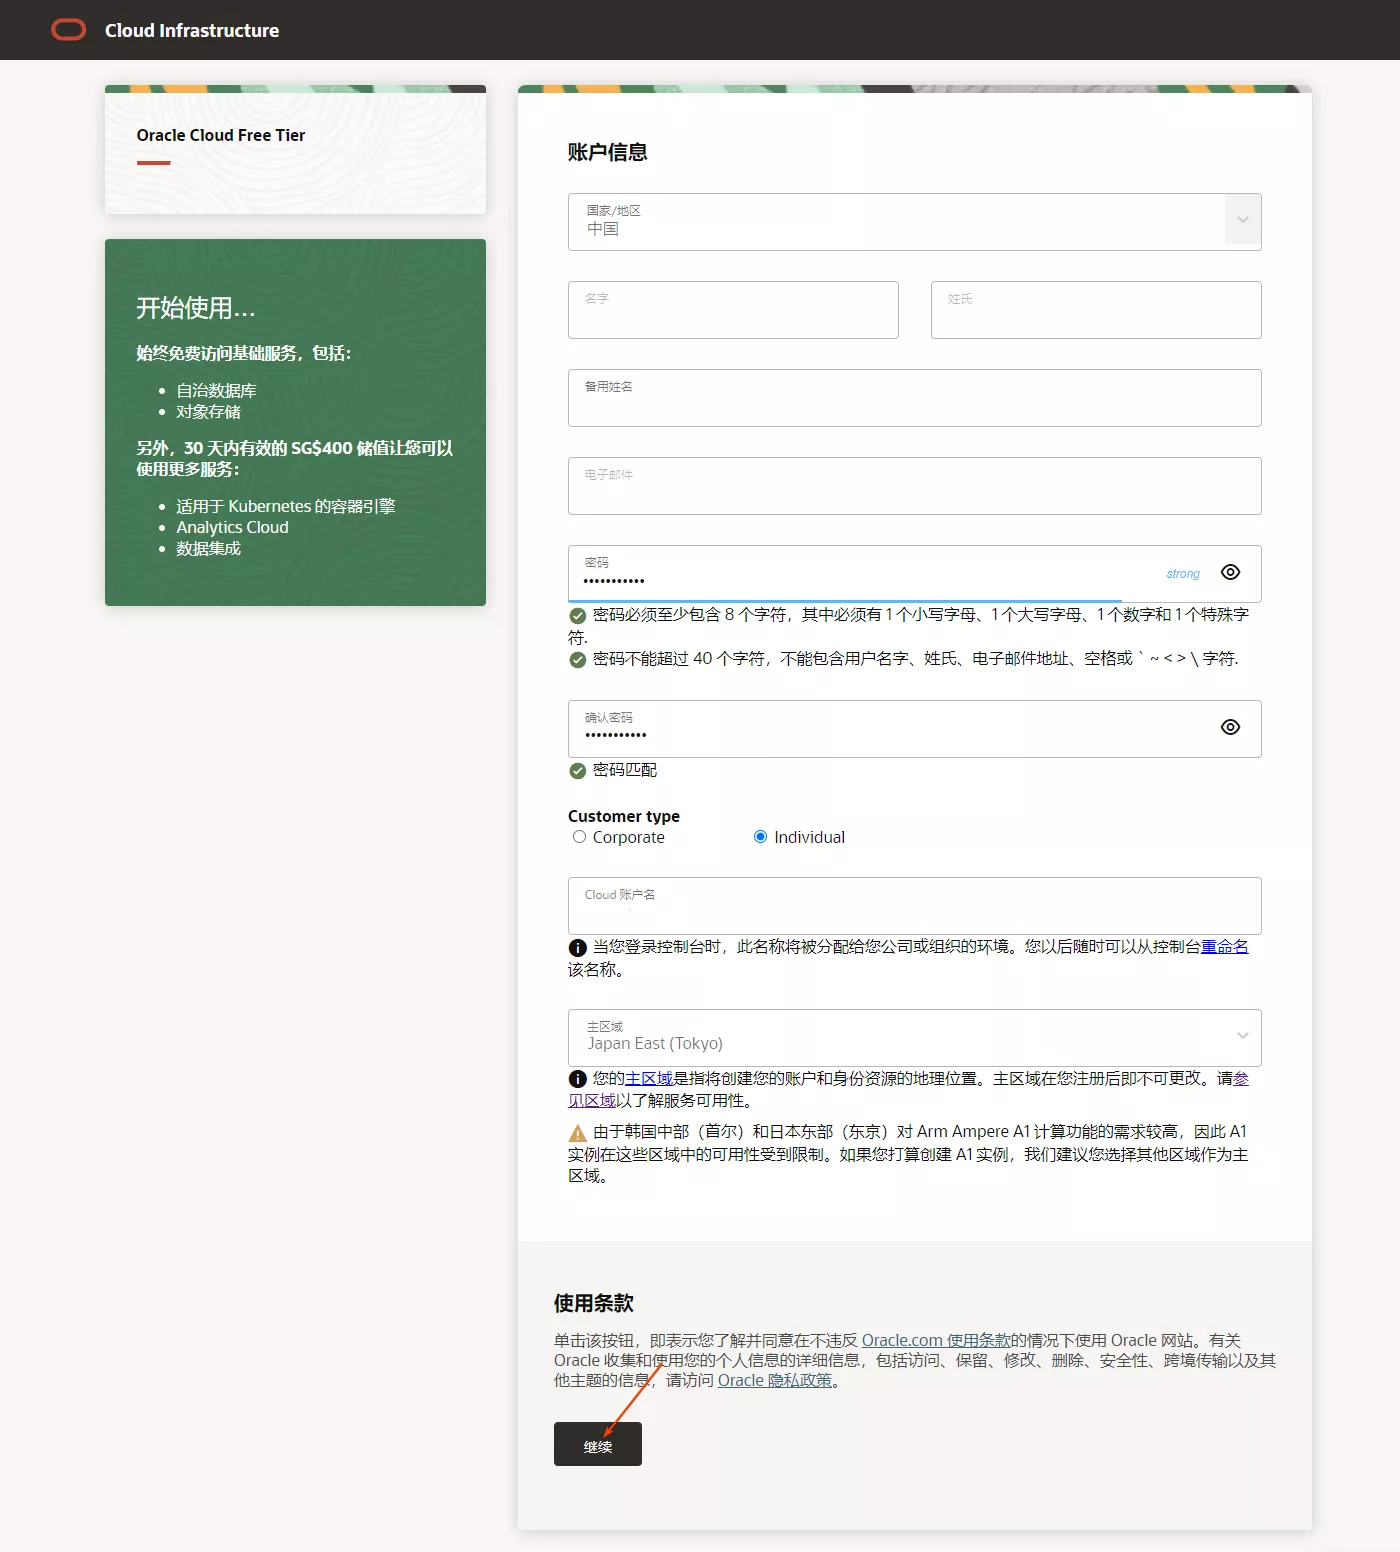 Cloud Infrastructure
Oracle Cloud Free Tier
开始使用...
始终免费访问基础服务，包括：
自治数据库
对象存储
另外，30 天内有效的 SG$400 储值让您可以
使用更多服务：
适用于 Kubernetes 的容器引擎
Analytics Cloud
数据集成
账户信息
国家/地区
中国
名字
姓氏
备用姓名
电子邮件
密码
•••••••••••
strong
密码必须至少包含 8 个字符，其中必须有 1 个小写字母、1 个大写字母、1 个数字和 1 个特殊字
符.
密码不能超过 40 个字符，不能包含用户名字、姓氏、电子邮件地址、空格或 ` ~ < > \ 字符.
确认密码
•••••••••••
密码匹配
Customer type
Corporate
Individual
Cloud 账户名
当您登录控制台时，此名称将被分配给您公司或组织的环境。您以后随时可以从控制台重命名
该名称。
主区域
Japan East (Tokyo)
您的主区域是指将创建您的账户和身份资源的地理位置。主区域在您注册后即不可更改。请参
见区域以了解服务可用性。
由于韩国中部（首尔）和日本东部（东京）对 Arm Ampere A1 计算功能的需求较高，因此 A1
实例在这些区域中的可用性受到限制。如果您打算创建 A1 实例，我们建议您选择其他区域作为主
区域。
使用条款
单击该按钮，即表示您了解并同意在不违反 Oracle.com 使用条款的情况下使用 Oracle 网站。有关
Oracle 收集和使用您的个人信息的详细信息，包括访问、保留、修改、删除、安全性、跨境传输以及其
他主题的信息，请访问 Oracle 隐私政策。
继续